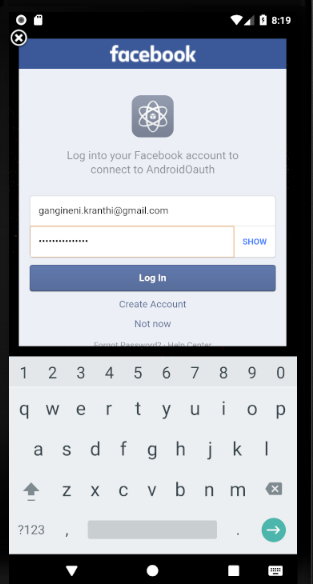 8:19
facebook
Log into your Facebook account to
connect to AndroidOauth
gangineni.kranthi@gmail.com
•••••••••••••••
SHOW
Log In
Create Account
Not now
Forgot Password? · Help Center
1 2 3 4 5 6 7 8 9 0
q w e r t y u i o p
a s d f g h j k l
z x c v b n m
?123 , .